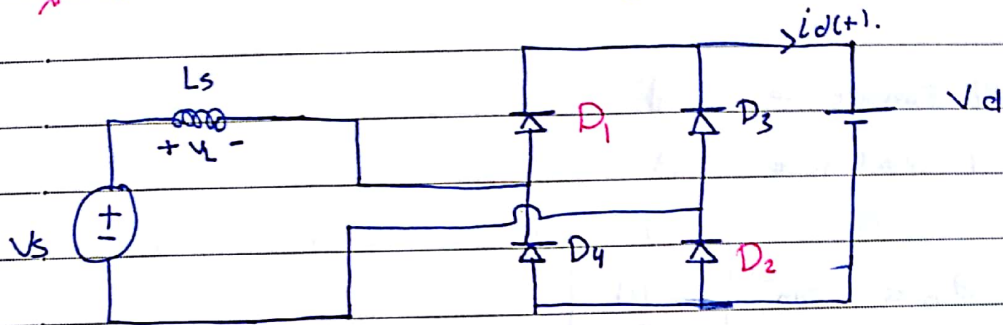 id(t).
Ls
+ vL -
D1
D3
Vd
+
-
Vs
D4
D2